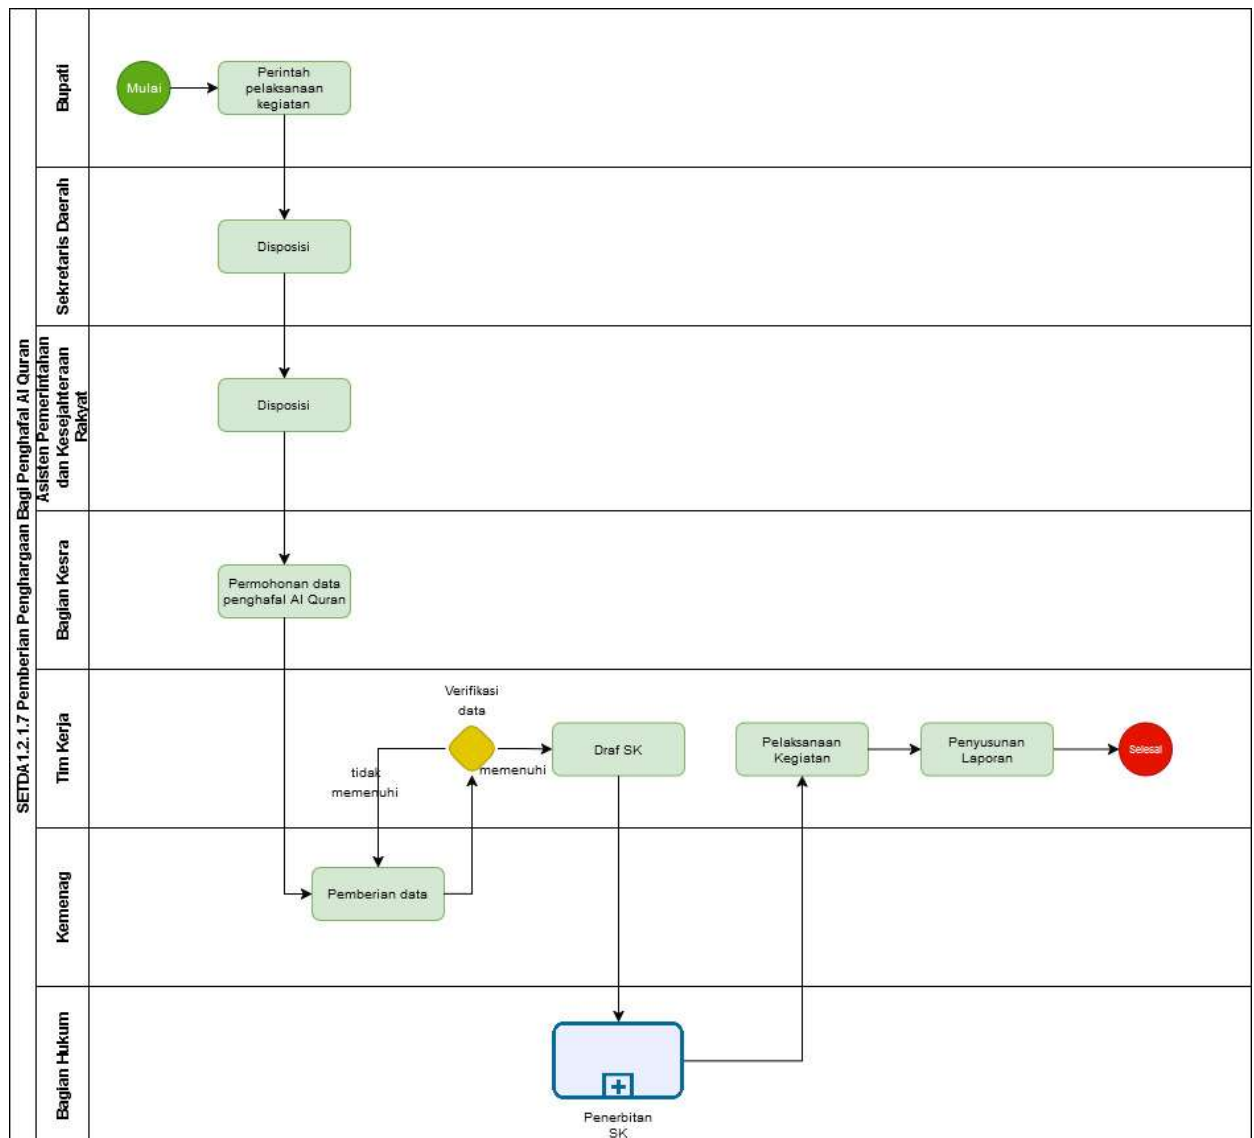 SETDA1.2.1.7 Pemberian Penghargaan Bagi Penghafal Al Quran
Bupati
Mulai
Perintah
pelaksanaan
kegiatan
Sekretaris Daerah
Disposisi
Asisten Pemerintahan
dan Kesejahteraan
Rakyat
Disposisi
Bagian Kesra
Permohonan data
penghafal Al Quran
Tim Kerja
Verifikasi
data
tidak
memenuhi
memenuhi
Draf SK
Pelaksanaan
Kegiatan
Penyusunan
Laporan
Selesai
Kemenag
Pemberian data
Bagian Hukum
Penerbitan
SK